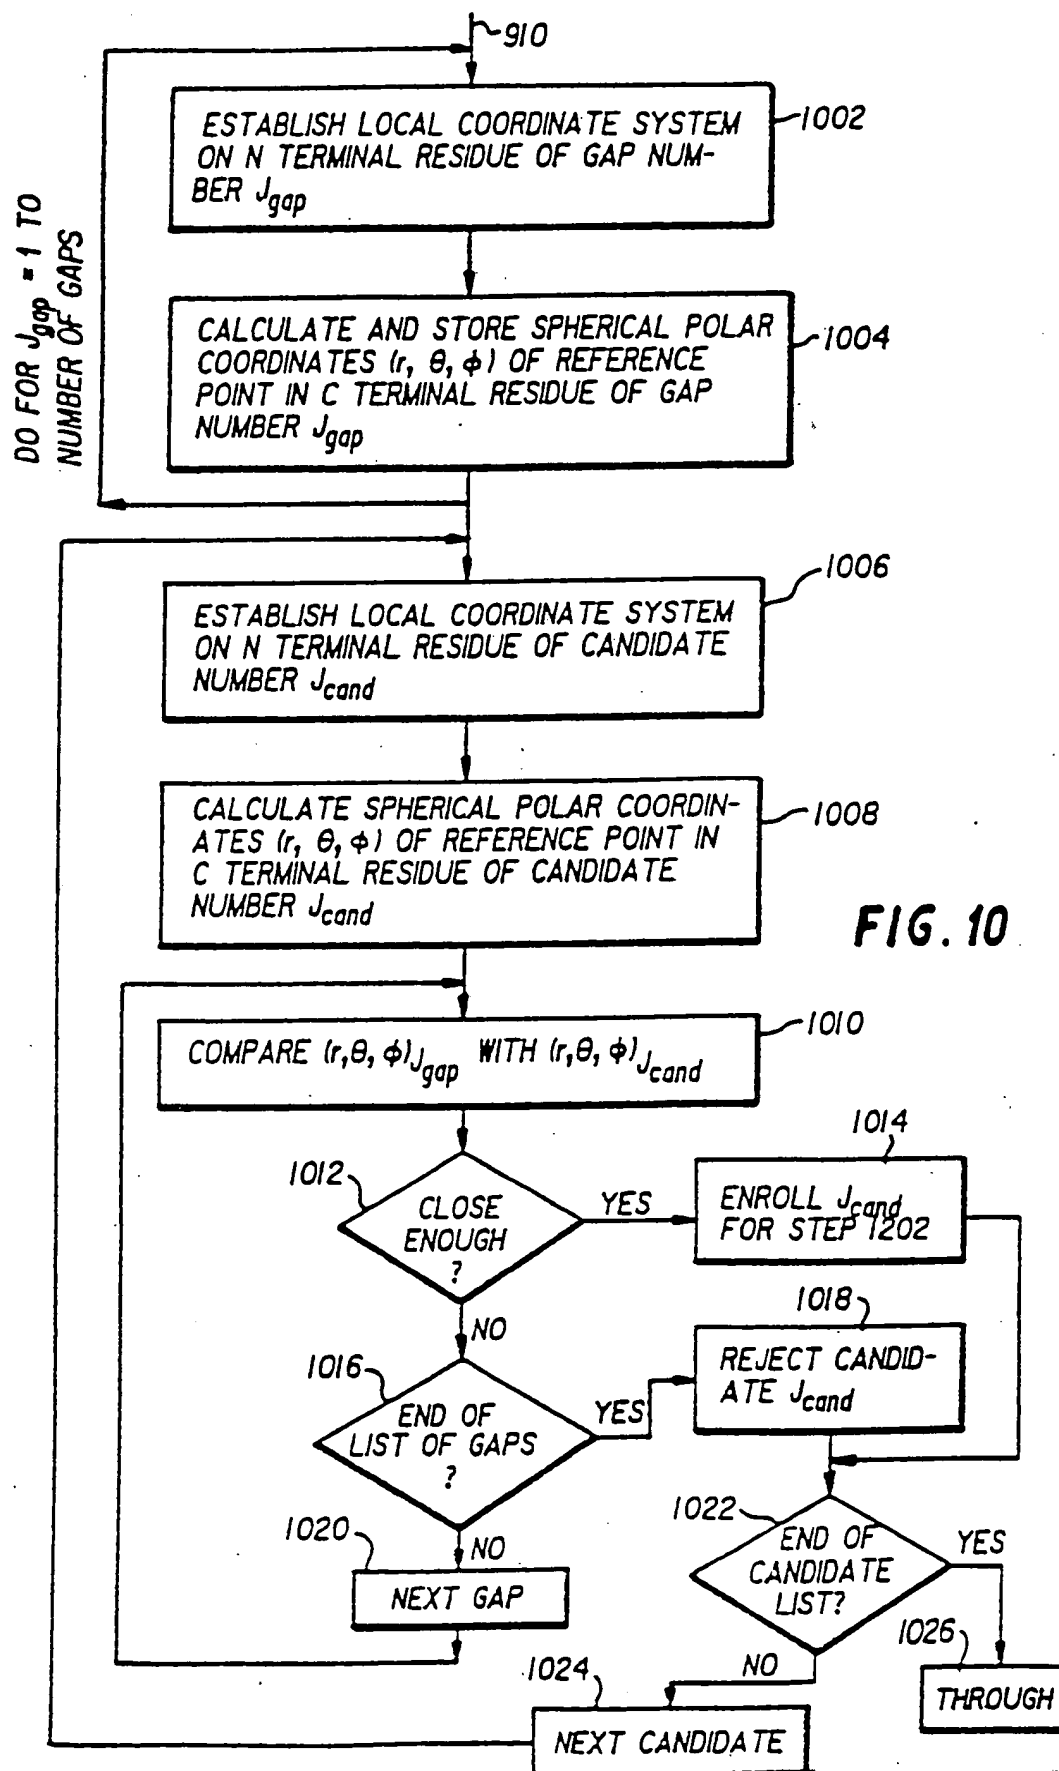 910
ESTABLISH LOCAL COORDINATE SYSTEM
ON N TERMINAL RESIDUE OF GAP NUM-
BER Jgap
1002
DO FOR Jgap = 1 TO
NUMBER OF GAPS
CALCULATE AND STORE SPHERICAL POLAR
COORDINATES (r, θ, ϕ) OF REFERENCE
POINT IN C TERMINAL RESIDUE OF GAP
NUMBER Jgap
1004
ESTABLISH LOCAL COORDINATE SYSTEM
ON N TERMINAL RESIDUE OF CANDIDATE
NUMBER Jcand
1006
CALCULATE SPHERICAL POLAR COORDIN-
ATES (r, θ, ϕ) OF REFERENCE POINT IN
C TERMINAL RESIDUE OF CANDIDATE
NUMBER Jcand
1008
FIG. 10
COMPARE (r,θ, ϕ)Jgap WITH (r,θ, ϕ)Jcand
1010
1012
CLOSE
ENOUGH
?
YES
NO
1014
ENROLL Jcand
FOR STEP 1202
1016
END OF
LIST OF GAPS
?
YES
NO
1018
REJECT CANDID-
ATE Jcand
1020
NEXT GAP
1022
END OF
CANDIDATE
LIST?
YES
NO
1024
NEXT CANDIDATE
1026
THROUGH